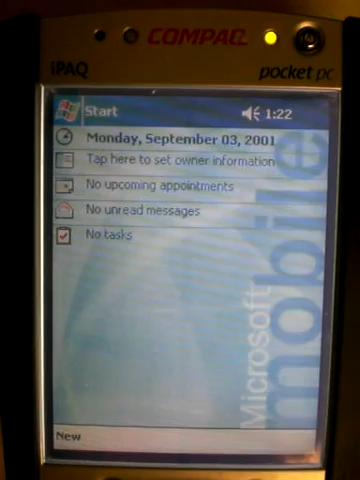 COMPAQ
iPAQ pocket pc
Start 1:22
Monday, September 03, 2001
Tap here to set owner information
No upcoming appointments
No unread messages
No tasks
Microsoft
mobile
New